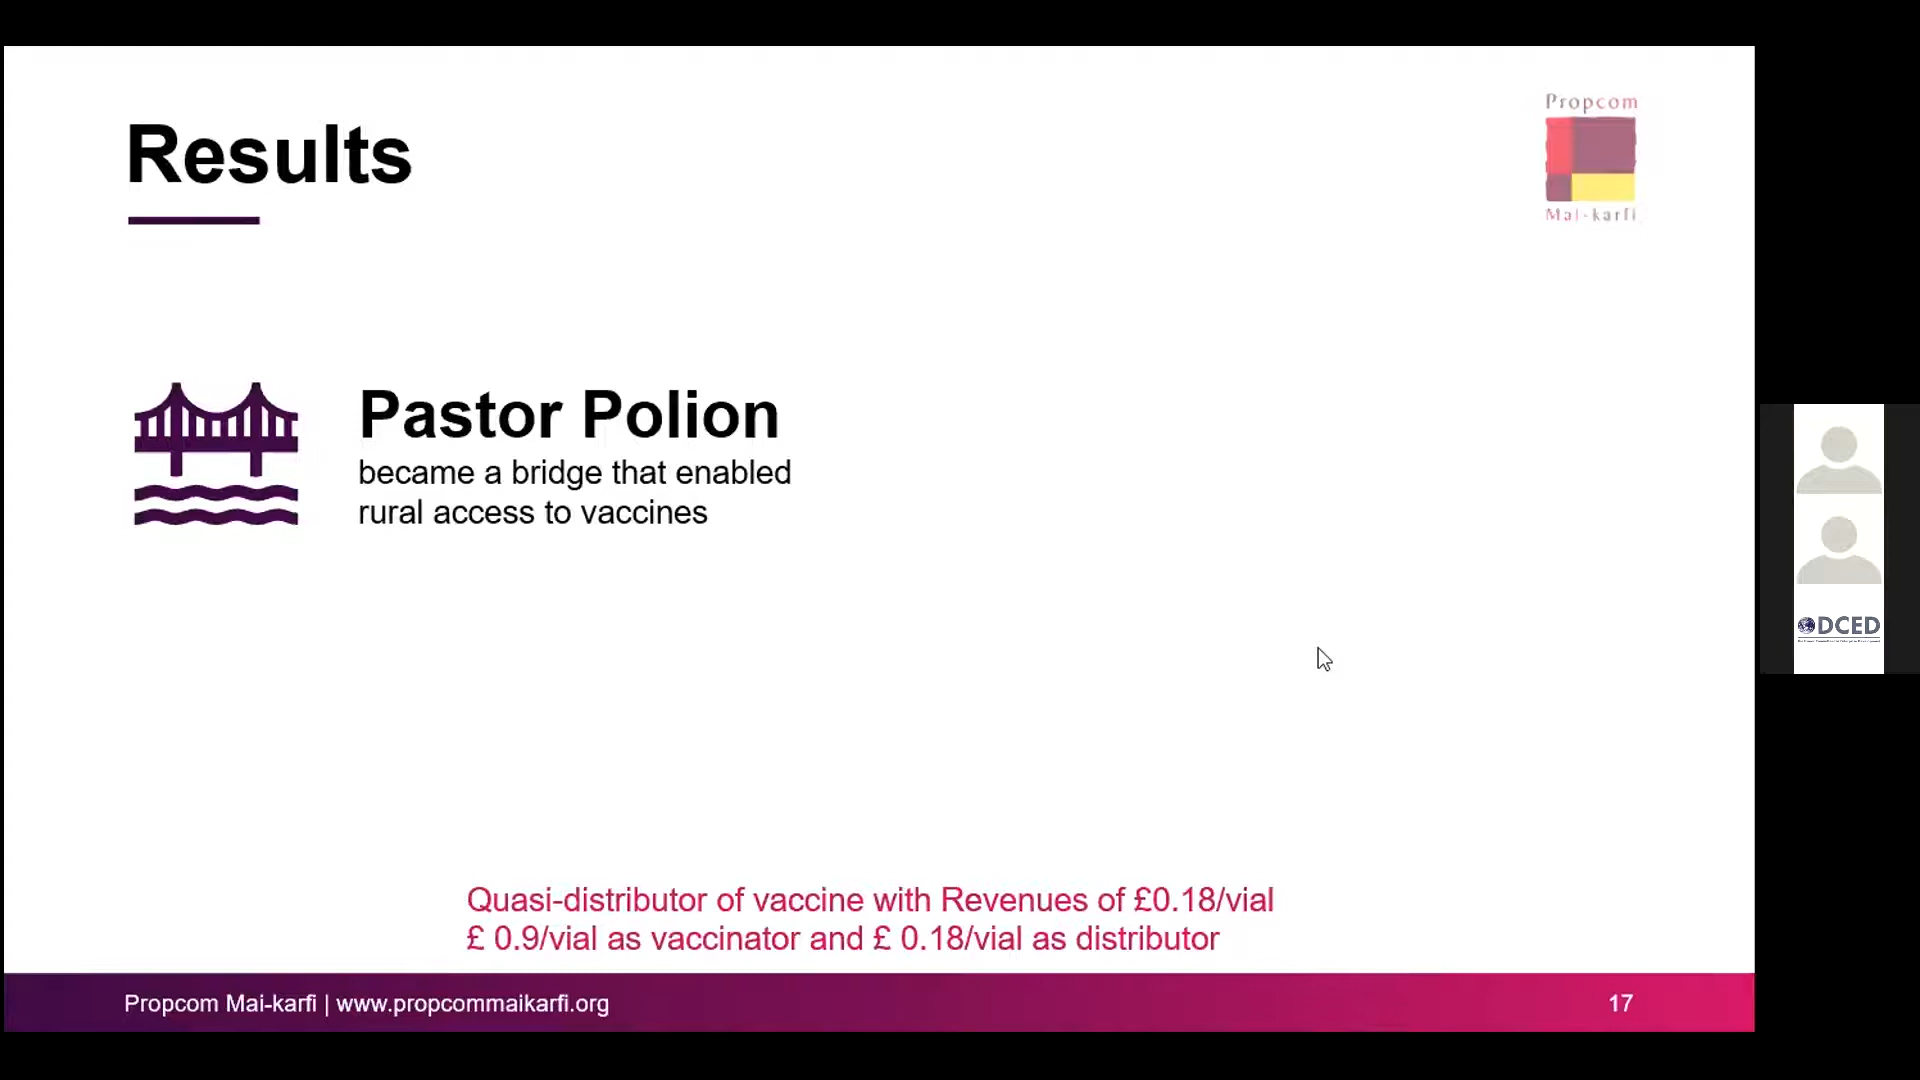 Results
Propcom
Mai-karfi
Pastor Polion
became a bridge that enabled
rural access to vaccines
DCED
Quasi-distributor of vaccine with Revenues of £0.18/vial
£ 0.9/vial as vaccinator and £ 0.18/vial as distributor
Propcom Mai-karfi | www.propcommaikarfi.org
17